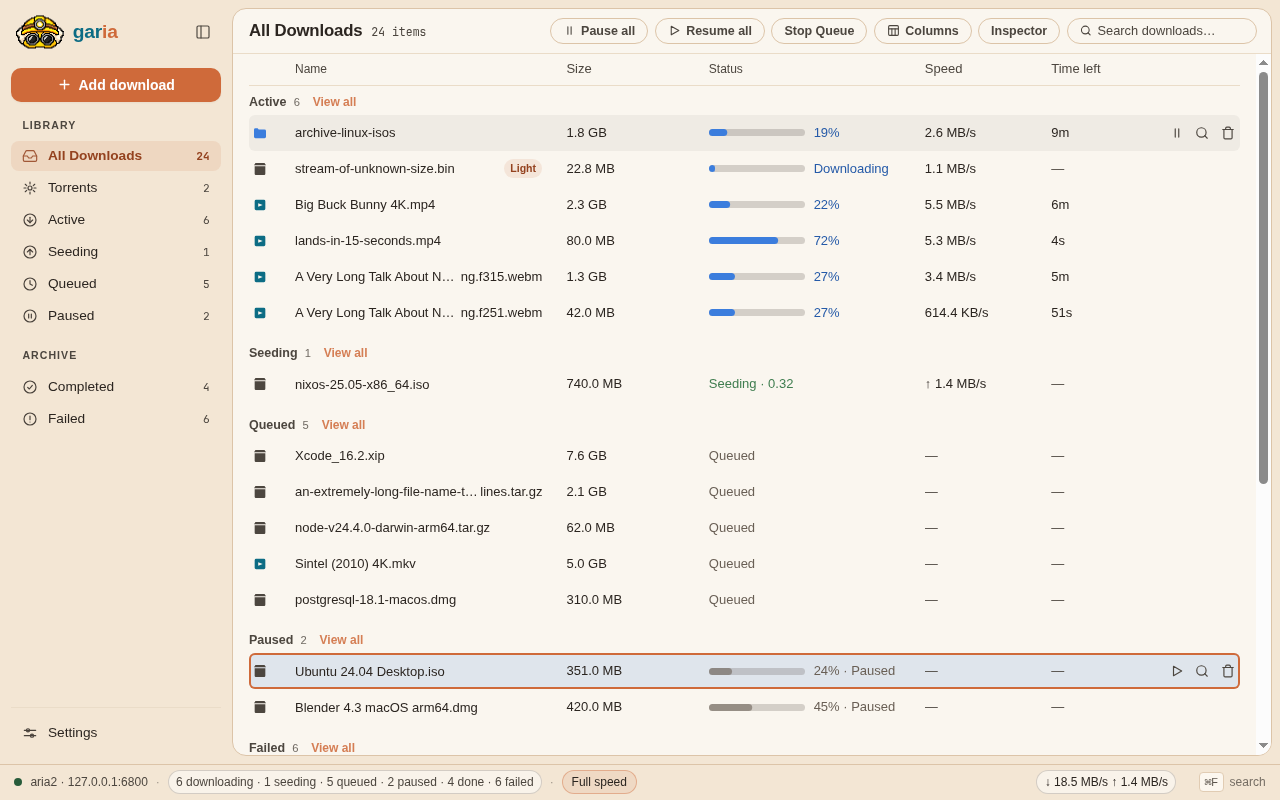 garia
Add download
LIBRARY
All Downloads 24
Torrents 2
Active 6
Seeding 1
Queued 5
Paused 2
ARCHIVE
Completed 4
Failed 6
Settings
All Downloads 24 items
Pause all
Resume all
Stop Queue
Columns
Inspector
Search downloads…
Name Size Status Speed Time left
Active 6 View all
archive-linux-isos 1.8 GB 19% 2.6 MB/s 9m
stream-of-unknown-size.bin Light 22.8 MB Downloading 1.1 MB/s —
Big Buck Bunny 4K.mp4 2.3 GB 22% 5.5 MB/s 6m
lands-in-15-seconds.mp4 80.0 MB 72% 5.3 MB/s 4s
A Very Long Talk About N… ng.f315.webm 1.3 GB 27% 3.4 MB/s 5m
A Very Long Talk About N… ng.f251.webm 42.0 MB 27% 614.4 KB/s 51s
Seeding 1 View all
nixos-25.05-x86_64.iso 740.0 MB Seeding · 0.32 ↑ 1.4 MB/s —
Queued 5 View all
Xcode_16.2.xip 7.6 GB Queued — —
an-extremely-long-file-name-t… lines.tar.gz 2.1 GB Queued — —
node-v24.4.0-darwin-arm64.tar.gz 62.0 MB Queued — —
Sintel (2010) 4K.mkv 5.0 GB Queued — —
postgresql-18.1-macos.dmg 310.0 MB Queued — —
Paused 2 View all
Ubuntu 24.04 Desktop.iso 351.0 MB 24% · Paused — —
Blender 4.3 macOS arm64.dmg 420.0 MB 45% · Paused — —
Failed 6 View all
aria2 · 127.0.0.1:6800 · 6 downloading · 1 seeding · 5 queued · 2 paused · 4 done · 6 failed · Full speed ↓ 18.5 MB/s ↑ 1.4 MB/s ⌘F search